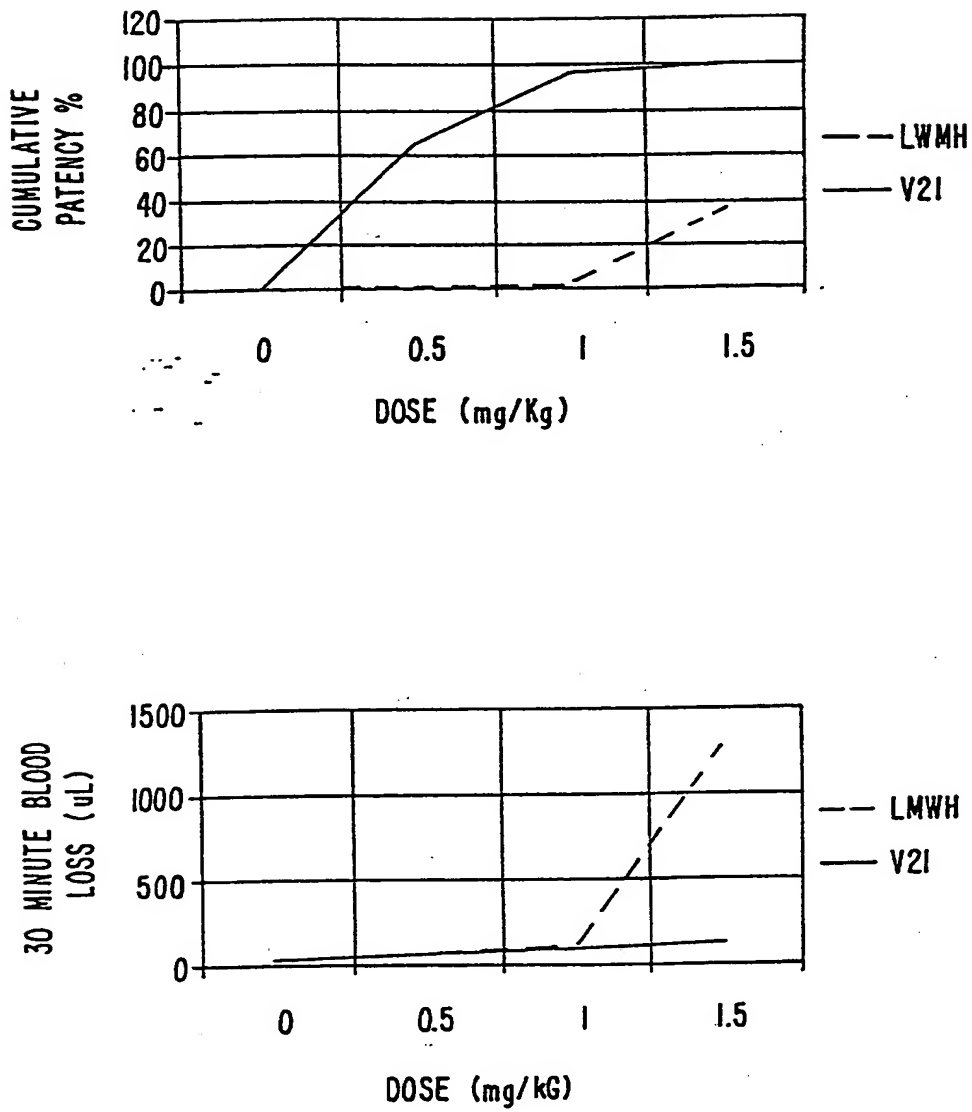 120
100
80
60
40
20
0
CUMULATIVE
PATENCY %
LWMH
V21
0 0.5 1 1.5
DOSE (mg/Kg)
1500
1000
500
0
30 MINUTE BLOOD
LOSS (uL)
LMWH
V21
0 0.5 1 1.5
DOSE (mg/kG)